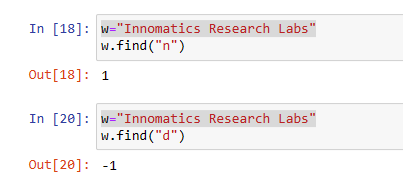 In [18]: w="Innomatics Research Labs"
w.find("n")
Out[18]: 1
In [20]: w="Innomatics Research Labs"
w.find("d")
Out[20]: -1